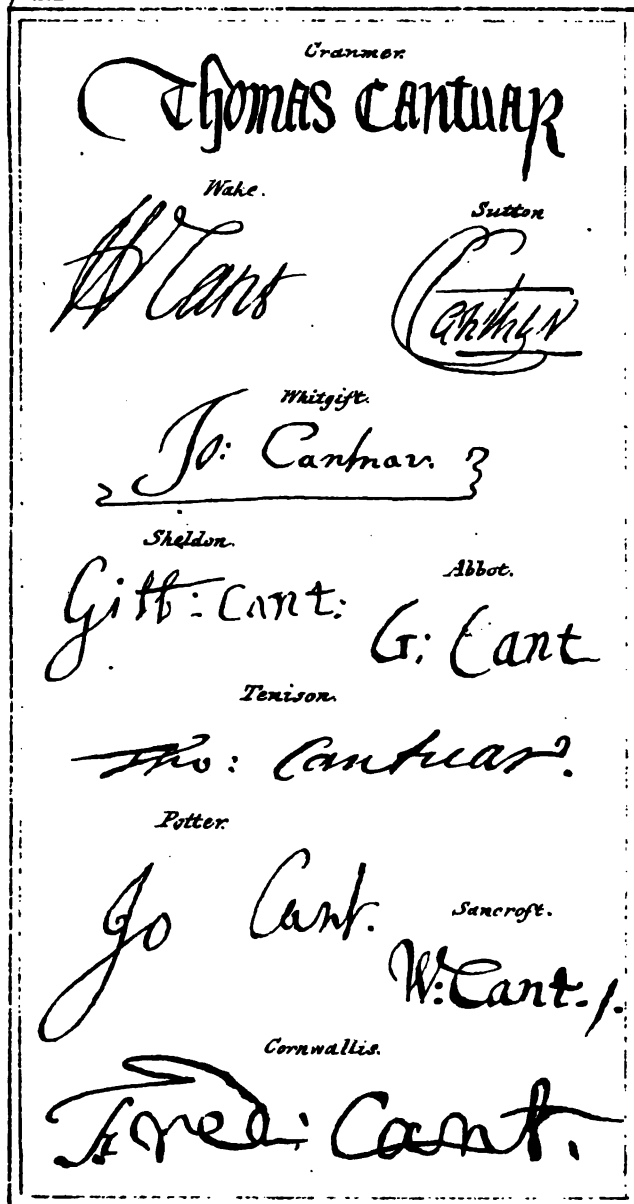 Cranmer.
Thomas Cantuar
Wake.
W Cant
Sutton
C Cantuar
Whitgift.
Jo: Cantuar.
Sheldon.
Gilb: Cant:
Abbot.
G: Cant
Tenison.
Tho: Cantuar.
Potter.
Jo Cant.
Sancroft.
W: Cant.
Cornwallis.
Fred: Cant.